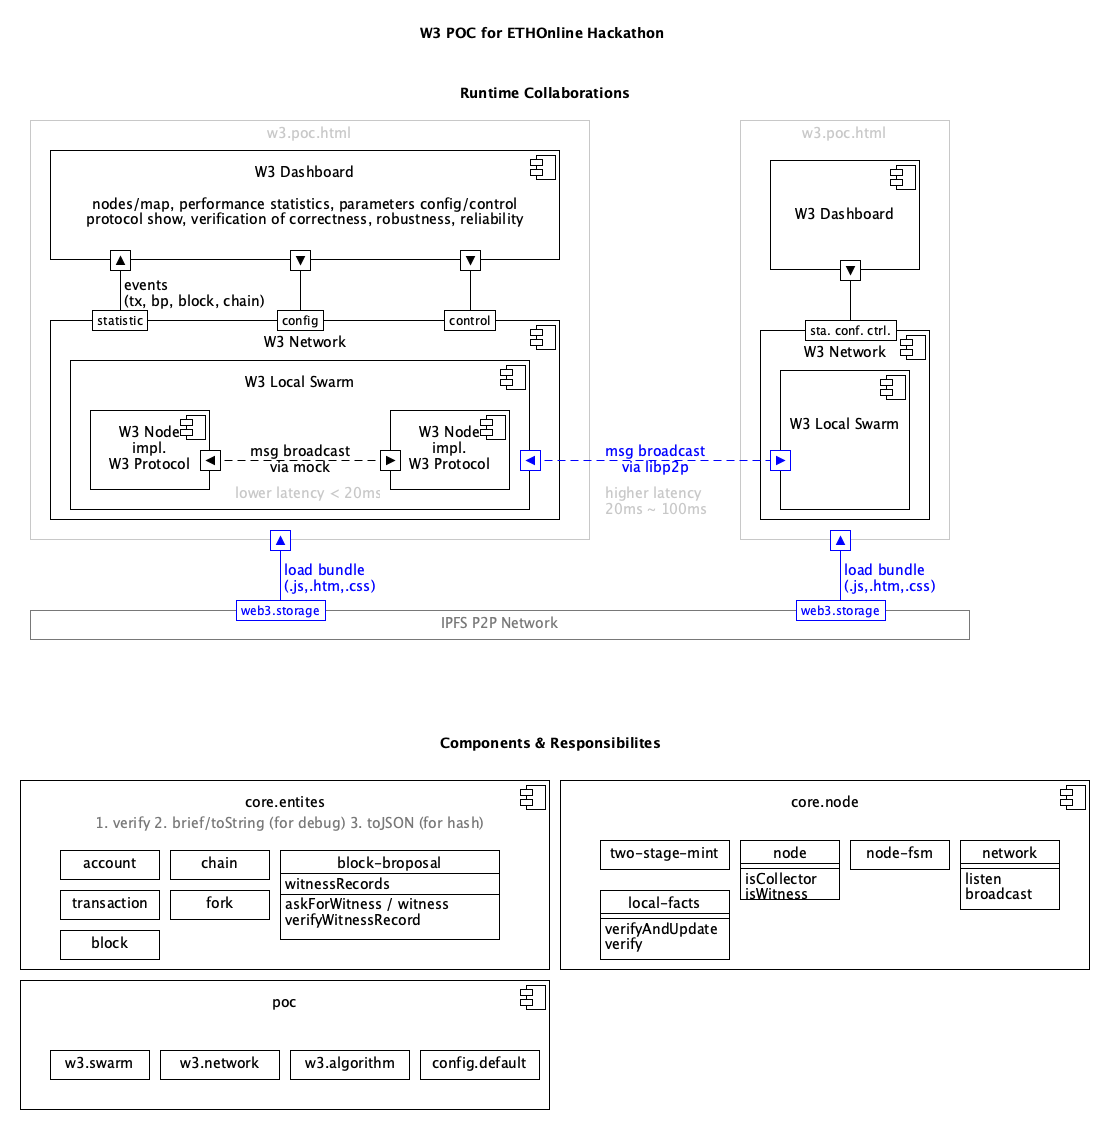 W3 POC for ETHOnline Hackathon
Runtime Collaborations
w3.poc.html
W3 Dashboard
nodes/map, performance statistics, parameters config/control
protocol show, verification of correctness, robustness, reliability
events
(tx, bp, block, chain)
statistic
config
control
W3 Network
W3 Local Swarm
W3 Node
impl.
W3 Protocol
msg broadcast
via mock
W3 Node
impl.
W3 Protocol
lower latency < 20ms
msg broadcast
via libp2p
higher latency
20ms ~ 100ms
w3.poc.html
W3 Dashboard
sta. conf. ctrl.
W3 Network
W3 Local Swarm
load bundle
(.js,.htm,.css)
web3.storage
load bundle
(.js,.htm,.css)
web3.storage
IPFS P2P Network
Components & Responsibilites
core.entites
1. verify 2. brief/toString (for debug) 3. toJSON (for hash)
account
chain
block-broposal
witnessRecords
askForWitness / witness
verifyWitnessRecord
transaction
fork
block
core.node
two-stage-mint
node
isCollector
isWitness
node-fsm
network
listen
broadcast
local-facts
verifyAndUpdate
verify
poc
w3.swarm
w3.network
w3.algorithm
config.default